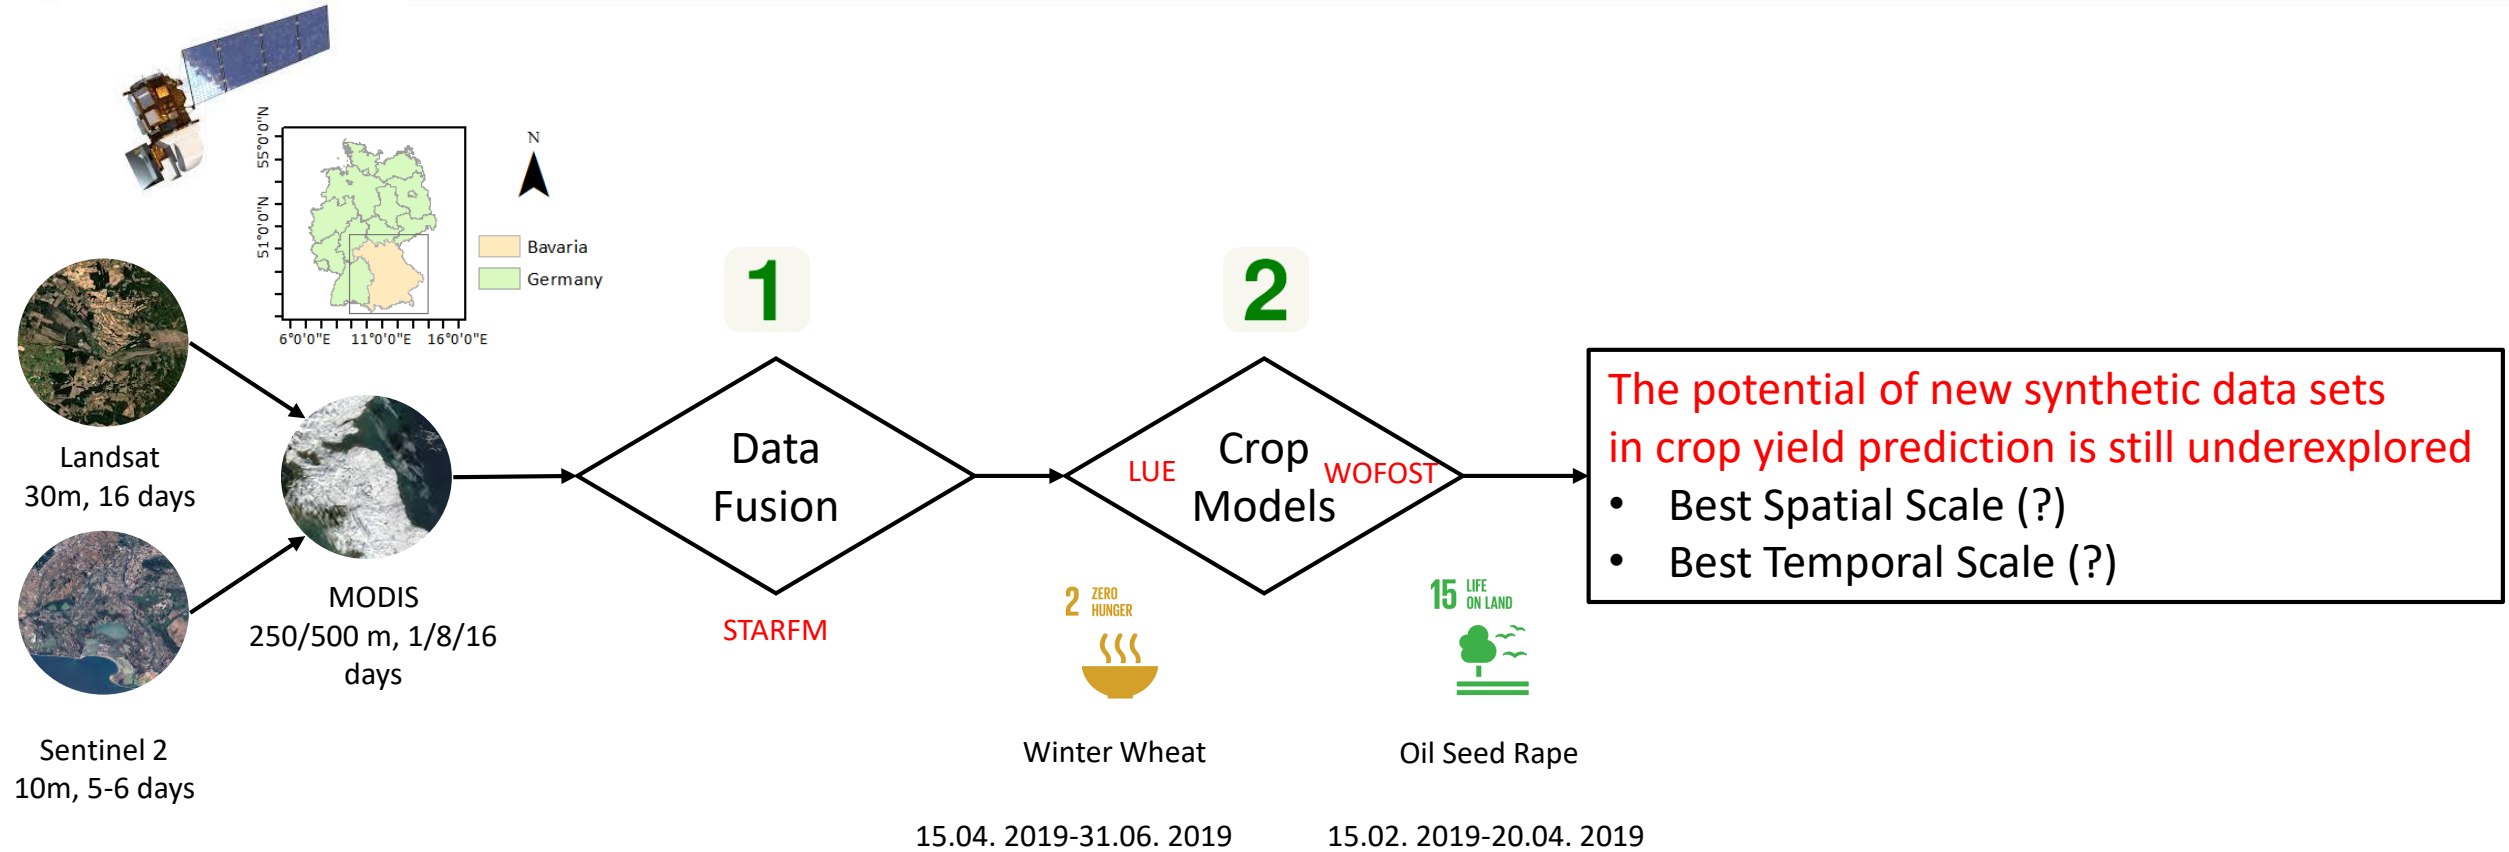 55°0'0"N
51°0'0"N
6°0'0"E 11°0'0"E 16°0'0"E
N
Bavaria
Germany
Landsat
30m, 16 days
Sentinel 2
10m, 5-6 days
MODIS
250/500 m, 1/8/16
days
1
Data
Fusion
STARFM
2
LUE
Crop
Models
WOFOST
2 ZERO
HUNGER
15 LIFE
ON LAND
Winter Wheat
15.04. 2019-31.06. 2019
Oil Seed Rape
15.02. 2019-20.04. 2019
The potential of new synthetic data sets
in crop yield prediction is still underexplored
• Best Spatial Scale (?)
• Best Temporal Scale (?)